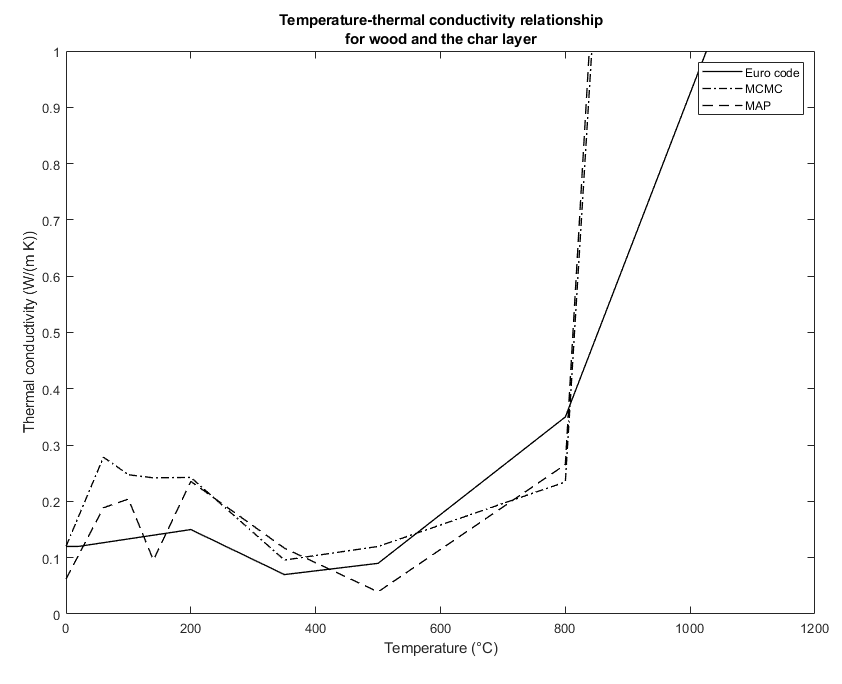 Temperature-thermal conductivity relationship
for wood and the char layer
Euro code
MCMC
MAP
Thermal conductivity (W/(m K))
1
0.9
0.8
0.7
0.6
0.5
0.4
0.3
0.2
0.1
0
0 200 400 600 800 1000 1200
Temperature (°C)